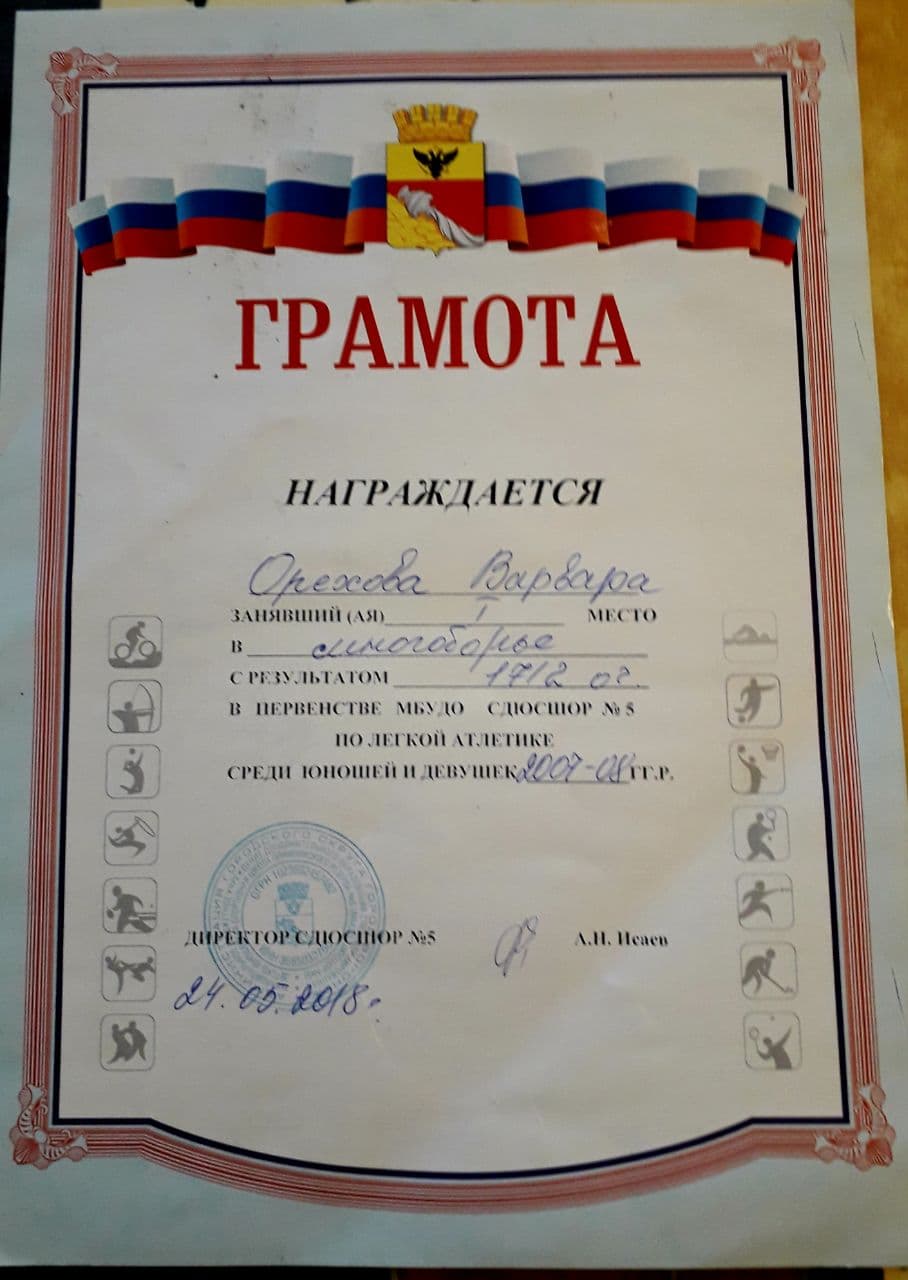 ГРАМОТА
НАГРАЖДАЕТСЯ
Орехова Варвара
ЗАНЯВШИЙ (АЯ) I МЕСТО
В многоборье
С РЕЗУЛЬТАТОМ 1712 оч.
В ПЕРВЕНСТВЕ МБУДО СДЮСШОР № 5
ПО ЛЕГКОЙ АТЛЕТИКЕ
СРЕДИ ЮНОШЕЙ И ДЕВУШЕК 2007-08 ГГ.Р.
ДИРЕКТОР СДЮСШОР №5 А.Н. Исаев
24.05.2018г.